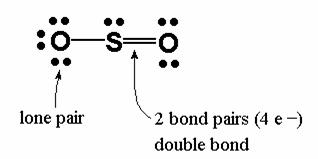 O—S=O
lone pair
2 bond pairs (4 e −)
double bond